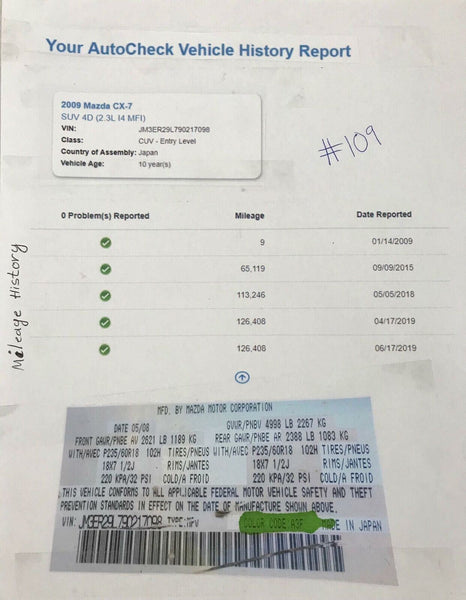 Your AutoCheck Vehicle History Report
2009 Mazda CX-7
SUV 4D (2.3L I4 MFI)
VIN: JM3ER29L790217098
Class: CUV - Entry Level
Country of Assembly: Japan
Vehicle Age: 10 year(s)
#109
0 Problem(s) Reported Mileage Date Reported
9 01/14/2009
65,119 09/09/2015
113,246 05/05/2018
126,408 04/17/2019
126,408 06/17/2019
Mileage History
MFD. BY MAZDA MOTOR CORPORATION
DATE 05/08 GVWR/PNBV 4998 LB 2267 KG
FRONT GAWR/PNBE AV 2621 LB 1189 KG REAR GAWR/PNBE AR 2388 LB 1083 KG
WITH/AVEC P235/60R18 102H TIRES/PNEUS WITH/AVEC P235/60R18 102H TIRES/PNEUS
18X7 1/2J RIMS/JANTES 18X7 1/2J RIMS/JANTES
220 KPA/32 PSI COLD/A FROID 220 KPA/32 PSI COLD/A FROID
THIS VEHICLE CONFORMS TO ALL APPLICABLE FEDERAL MOTOR VEHICLE SAFETY AND THEFT
PREVENTION STANDARDS IN EFFECT ON THE DATE OF MANUFACTURE SHOWN ABOVE.
VIN: JM3ER29L790217098 TYPE: MPV COLOR CODE A3F MADE IN JAPAN